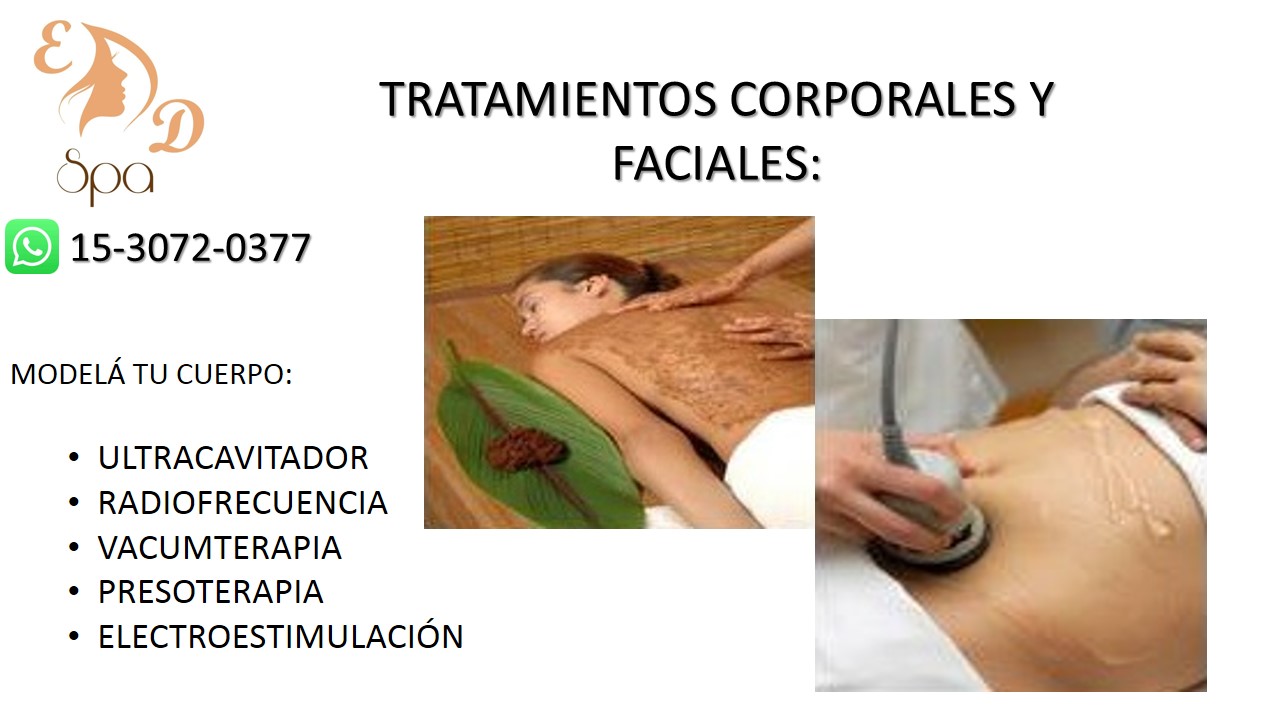 E
D
Spa
TRATAMIENTOS CORPORALES Y
FACIALES:
15-3072-0377
MODELÁ TU CUERPO:
• ULTRACAVITADOR
• RADIOFRECUENCIA
• VACUMTERAPIA
• PRESOTERAPIA
• ELECTROESTIMULACIÓN